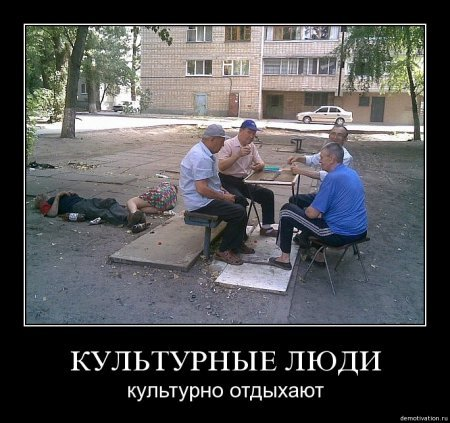 КУЛЬТУРНЫЕ ЛЮДИ
культурно отдыхают
demotivation.ru